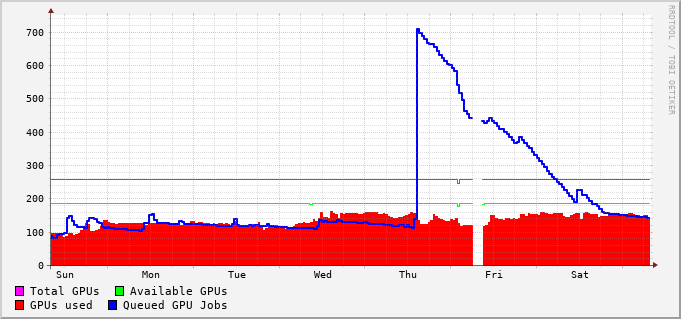 RRDTOOL / TOBI OETIKER
700
600
500
400
300
200
100
0
Sun Mon Tue Wed Thu Fri Sat
Total GPUs Available GPUs
GPUs used Queued GPU Jobs